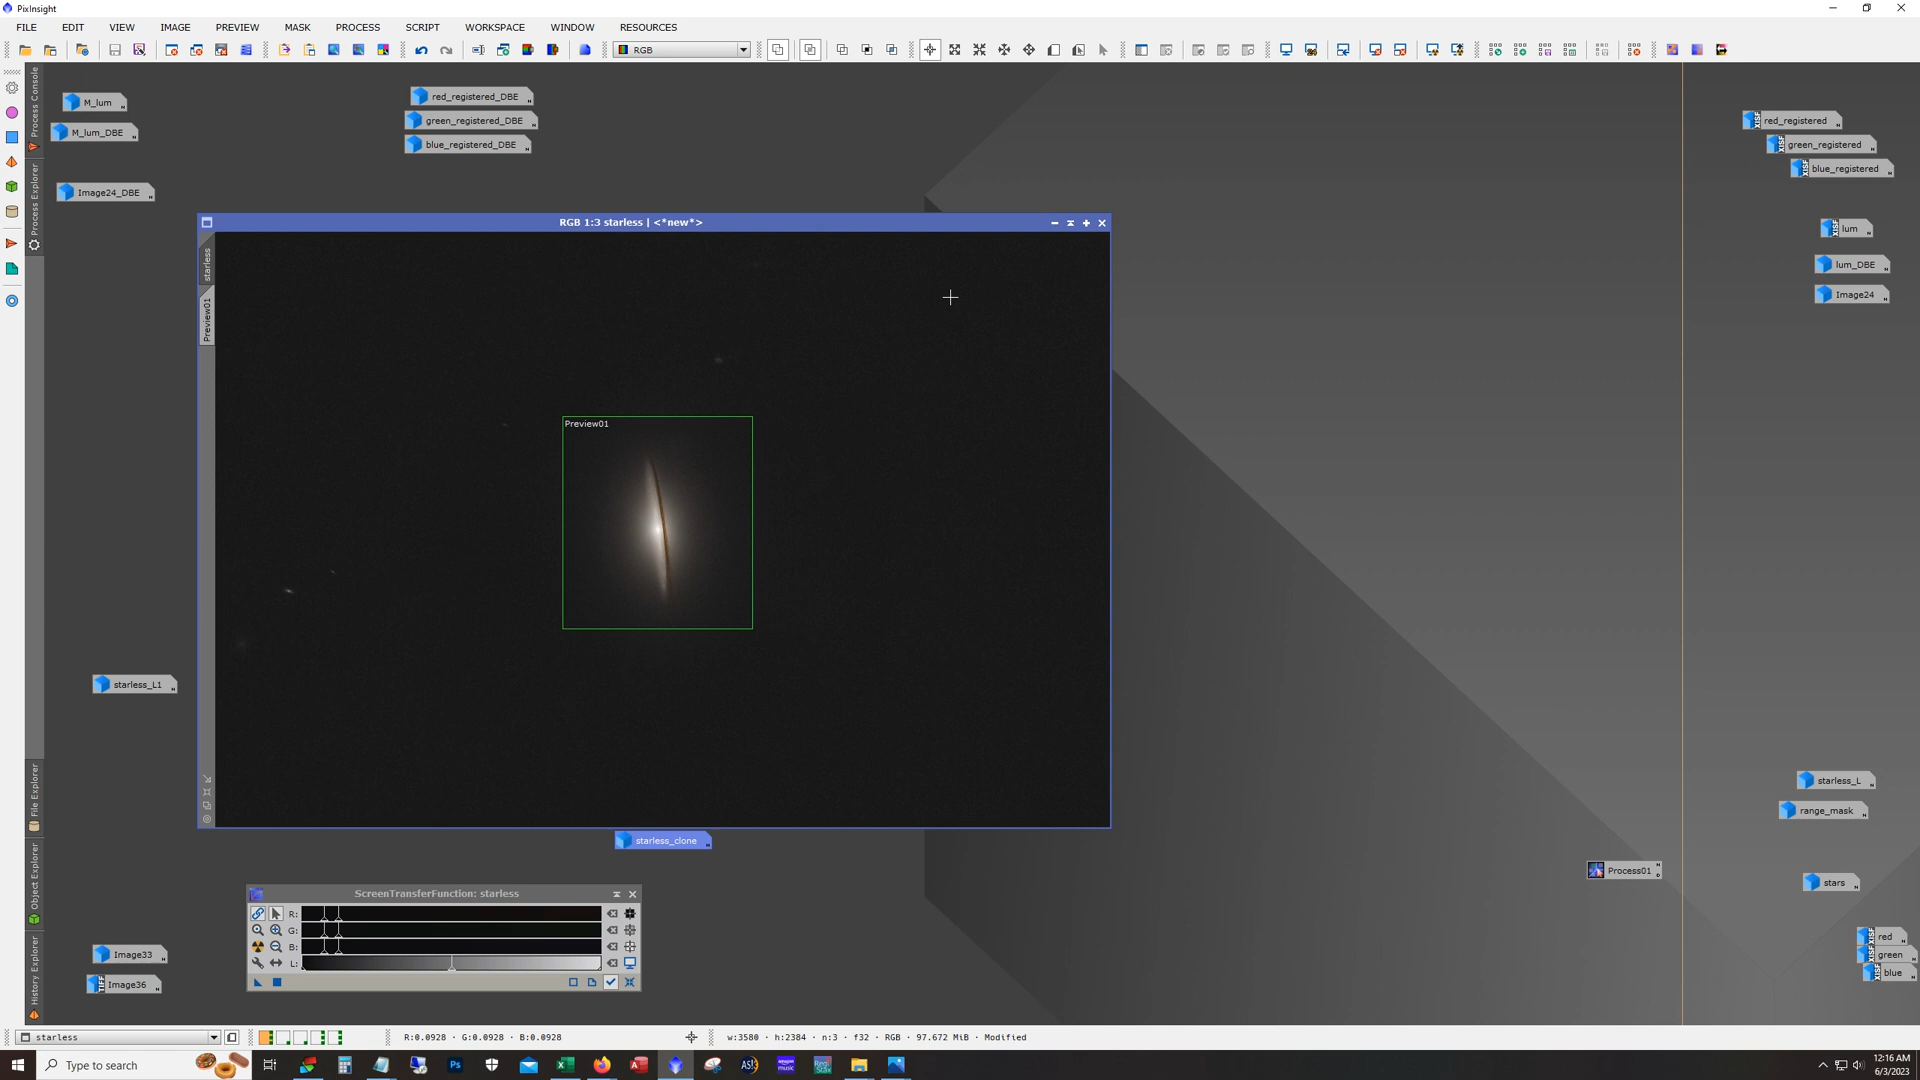 PixInsight
FILE EDIT VIEW IMAGE PREVIEW MASK PROCESS SCRIPT WORKSPACE WINDOW RESOURCES
RGB
Process Console
Process Explorer
File Explorer
Object Explorer
History Explorer
M_lum
M_lum_DBE
Image24_DBE
red_registered_DBE
green_registered_DBE
blue_registered_DBE
red_registered
green_registered
blue_registered
lum
lum_DBE
Image24
RGB 1:3 starless | <*new*>
starless
Preview01
Preview01
starless_L1
starless_clone
starless_L
range_mask
Process01
stars
red
green
blue
Image33
Image36
ScreenTransferFunction: starless
R:
G:
B:
L:
starless
R:0.0928 · G:0.0928 · B:0.0928
w:3580 · h:2384 · n:3 · f32 · RGB · 97.672 MiB · Modified
Type to search
12:16 AM
6/3/2023